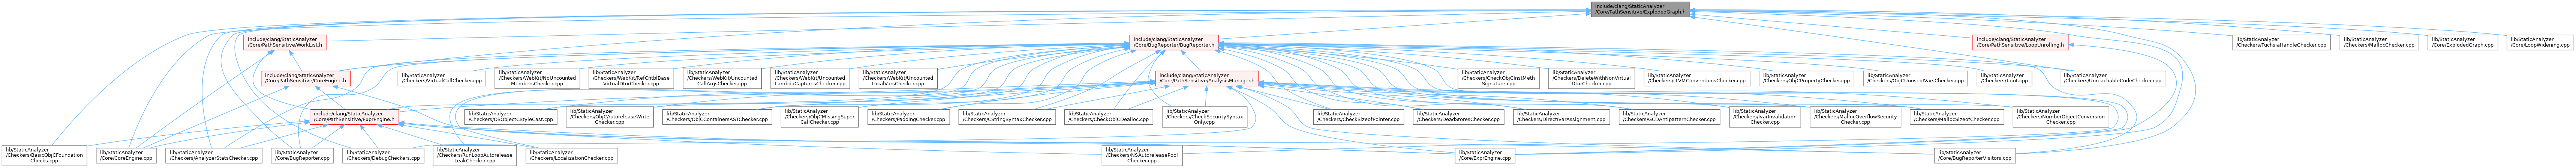 include/clang/StaticAnalyzer
/Core/PathSensitive/ExplodedGraph.h
include/clang/StaticAnalyzer
/Core/PathSensitive/WorkList.h
include/clang/StaticAnalyzer
/Core/BugReporter/BugReporter.h
include/clang/StaticAnalyzer
/Core/PathSensitive/LoopUnrolling.h
lib/StaticAnalyzer
/Checkers/FuchsiaHandleChecker.cpp
lib/StaticAnalyzer
/Checkers/MallocChecker.cpp
lib/StaticAnalyzer
/Core/ExplodedGraph.cpp
lib/StaticAnalyzer
/Core/LoopWidening.cpp
include/clang/StaticAnalyzer
/Core/PathSensitive/CoreEngine.h
lib/StaticAnalyzer
/Checkers/VirtualCallChecker.cpp
lib/StaticAnalyzer
/Checkers/WebKit/NoUncounted
MembersChecker.cpp
lib/StaticAnalyzer
/Checkers/WebKit/RefCntblBase
VirtualDtorChecker.cpp
lib/StaticAnalyzer
/Checkers/WebKit/Uncounted
CallArgsChecker.cpp
lib/StaticAnalyzer
/Checkers/WebKit/Uncounted
LambdaCapturesChecker.cpp
lib/StaticAnalyzer
/Checkers/WebKit/Uncounted
LocalVarsChecker.cpp
include/clang/StaticAnalyzer
/Core/PathSensitive/AnalysisManager.h
lib/StaticAnalyzer
/Checkers/CheckObjCInstMeth
Signature.cpp
lib/StaticAnalyzer
/Checkers/DeleteWithNonVirtual
DtorChecker.cpp
lib/StaticAnalyzer
/Checkers/LLVMConventionsChecker.cpp
lib/StaticAnalyzer
/Checkers/ObjCPropertyChecker.cpp
lib/StaticAnalyzer
/Checkers/ObjCUnusedIVarsChecker.cpp
lib/StaticAnalyzer
/Checkers/Taint.cpp
lib/StaticAnalyzer
/Checkers/UnreachableCodeChecker.cpp
include/clang/StaticAnalyzer
/Core/PathSensitive/ExprEngine.h
lib/StaticAnalyzer
/Checkers/OSObjectCStyleCast.cpp
lib/StaticAnalyzer
/Checkers/ObjCAutoreleaseWrite
Checker.cpp
lib/StaticAnalyzer
/Checkers/ObjCContainersASTChecker.cpp
lib/StaticAnalyzer
/Checkers/ObjCMissingSuper
CallChecker.cpp
lib/StaticAnalyzer
/Checkers/PaddingChecker.cpp
lib/StaticAnalyzer
/Checkers/CStringSyntaxChecker.cpp
lib/StaticAnalyzer
/Checkers/CheckObjCDealloc.cpp
lib/StaticAnalyzer
/Checkers/CheckSecuritySyntax
Only.cpp
lib/StaticAnalyzer
/Checkers/CheckSizeofPointer.cpp
lib/StaticAnalyzer
/Checkers/DeadStoresChecker.cpp
lib/StaticAnalyzer
/Checkers/DirectIvarAssignment.cpp
lib/StaticAnalyzer
/Checkers/GCDAntipatternChecker.cpp
lib/StaticAnalyzer
/Checkers/IvarInvalidation
Checker.cpp
lib/StaticAnalyzer
/Checkers/MallocOverflowSecurity
Checker.cpp
lib/StaticAnalyzer
/Checkers/MallocSizeofChecker.cpp
lib/StaticAnalyzer
/Checkers/NumberObjectConversion
Checker.cpp
lib/StaticAnalyzer
/Checkers/BasicObjCFoundation
Checks.cpp
lib/StaticAnalyzer
/Core/CoreEngine.cpp
lib/StaticAnalyzer
/Checkers/AnalyzerStatsChecker.cpp
lib/StaticAnalyzer
/Core/BugReporter.cpp
lib/StaticAnalyzer
/Checkers/DebugCheckers.cpp
lib/StaticAnalyzer
/Checkers/RunLoopAutorelease
LeakChecker.cpp
lib/StaticAnalyzer
/Checkers/LocalizationChecker.cpp
lib/StaticAnalyzer
/Checkers/NSAutoreleasePool
Checker.cpp
lib/StaticAnalyzer
/Core/ExprEngine.cpp
lib/StaticAnalyzer
/Core/BugReporterVisitors.cpp